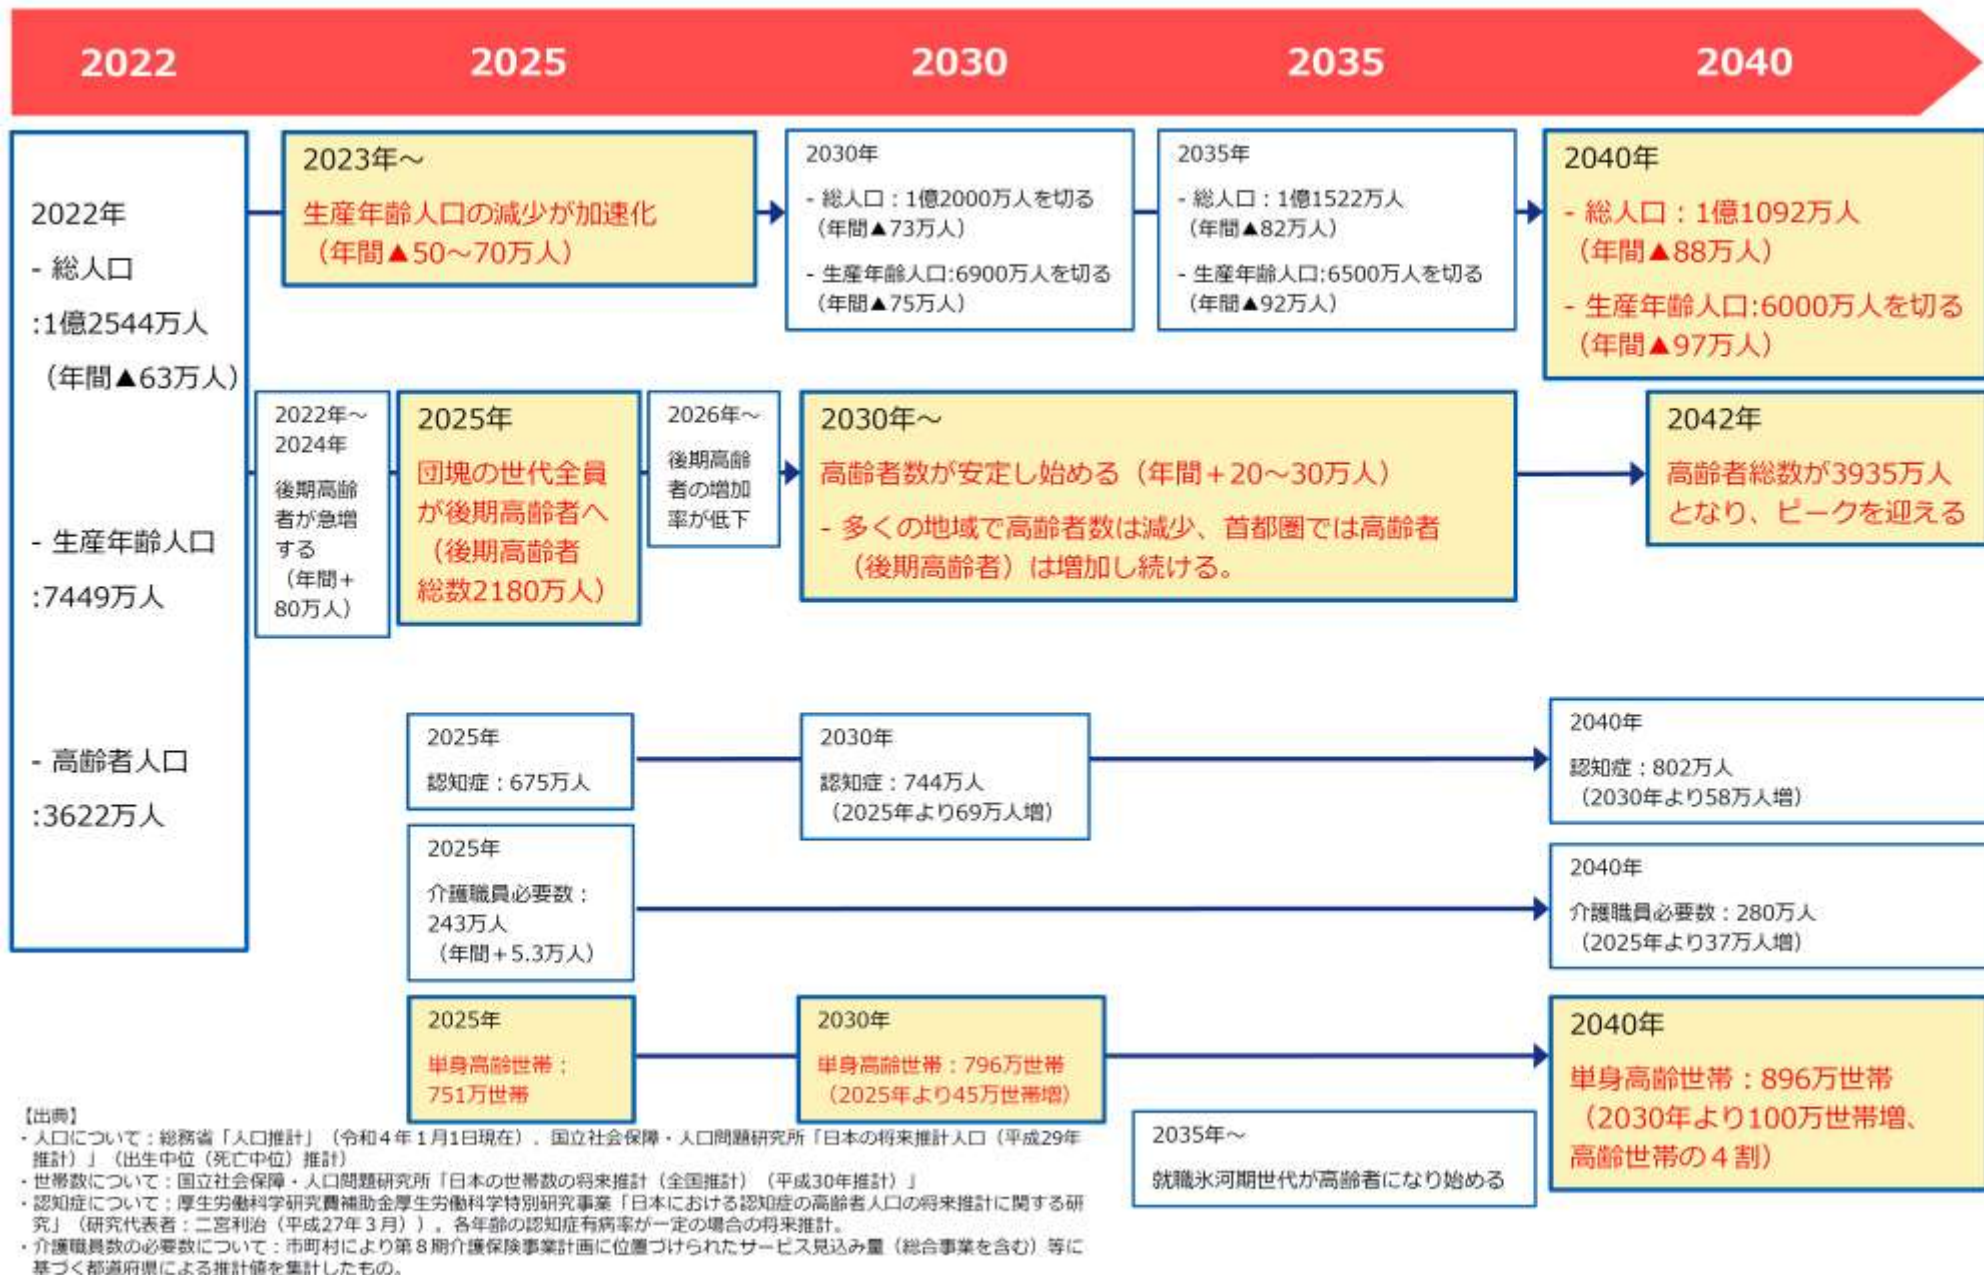 2022
2025
2030
2035
2040
2022年
- 総人口
:1億2544万人
（年間▲63万人）
- 生産年齢人口
:7449万人
- 高齢者人口
:3622万人
2023年～
生産年齢人口の減少が加速化
（年間▲50～70万人）
2030年
- 総人口：1億2000万人を切る
（年間▲73万人）
- 生産年齢人口:6900万人を切る
（年間▲75万人）
2035年
- 総人口：1億1522万人
（年間▲82万人）
- 生産年齢人口:6500万人を切る
（年間▲92万人）
2040年
- 総人口：1億1092万人
（年間▲88万人）
- 生産年齢人口:6000万人を切る
（年間▲97万人）
2022年～
2024年
後期高齢
者が急増
する
（年間＋
80万人）
2025年
団塊の世代全員
が後期高齢者へ
（後期高齢者
総数2180万人）
2026年～
後期高齢
者の増加
率が低下
2030年～
高齢者数が安定し始める（年間＋20～30万人）
- 多くの地域で高齢者数は減少、首都圏では高齢者
（後期高齢者）は増加し続ける。
2042年
高齢者総数が3935万人
となり、ピークを迎える
2025年
認知症：675万人
2030年
認知症：744万人
（2025年より69万人増）
2040年
認知症：802万人
（2030年より58万人増）
2025年
介護職員必要数：
243万人
（年間＋5.3万人）
2040年
介護職員必要数：280万人
（2025年より37万人増）
2025年
単身高齢世帯：
751万世帯
2030年
単身高齢世帯：796万世帯
（2025年より45万世帯増）
2040年
単身高齢世帯：896万世帯
（2030年より100万世帯増、
高齢世帯の４割）
2035年～
就職氷河期世代が高齢者になり始める
【出典】
・人口について：総務省「人口推計」（令和４年１月1日現在）、国立社会保障・人口問題研究所「日本の将来推計人口（平成29年
推計）」（出生中位（死亡中位）推計）
・世帯数について：国立社会保障・人口問題研究所「日本の世帯数の将来推計（全国推計）（平成30年推計）」
・認知症について：厚生労働科学研究費補助金厚生労働科学特別研究事業「日本における認知症の高齢者人口の将来推計に関する研
究」（研究代表者：二宮利治（平成27年３月））、各年齢の認知症有病率が一定の場合の将来推計。
・介護職員数の必要数について：市町村により第８期介護保険事業計画に位置づけられたサービス見込み量（総合事業を含む）等に
基づく都道府県による推計値を集計したもの。